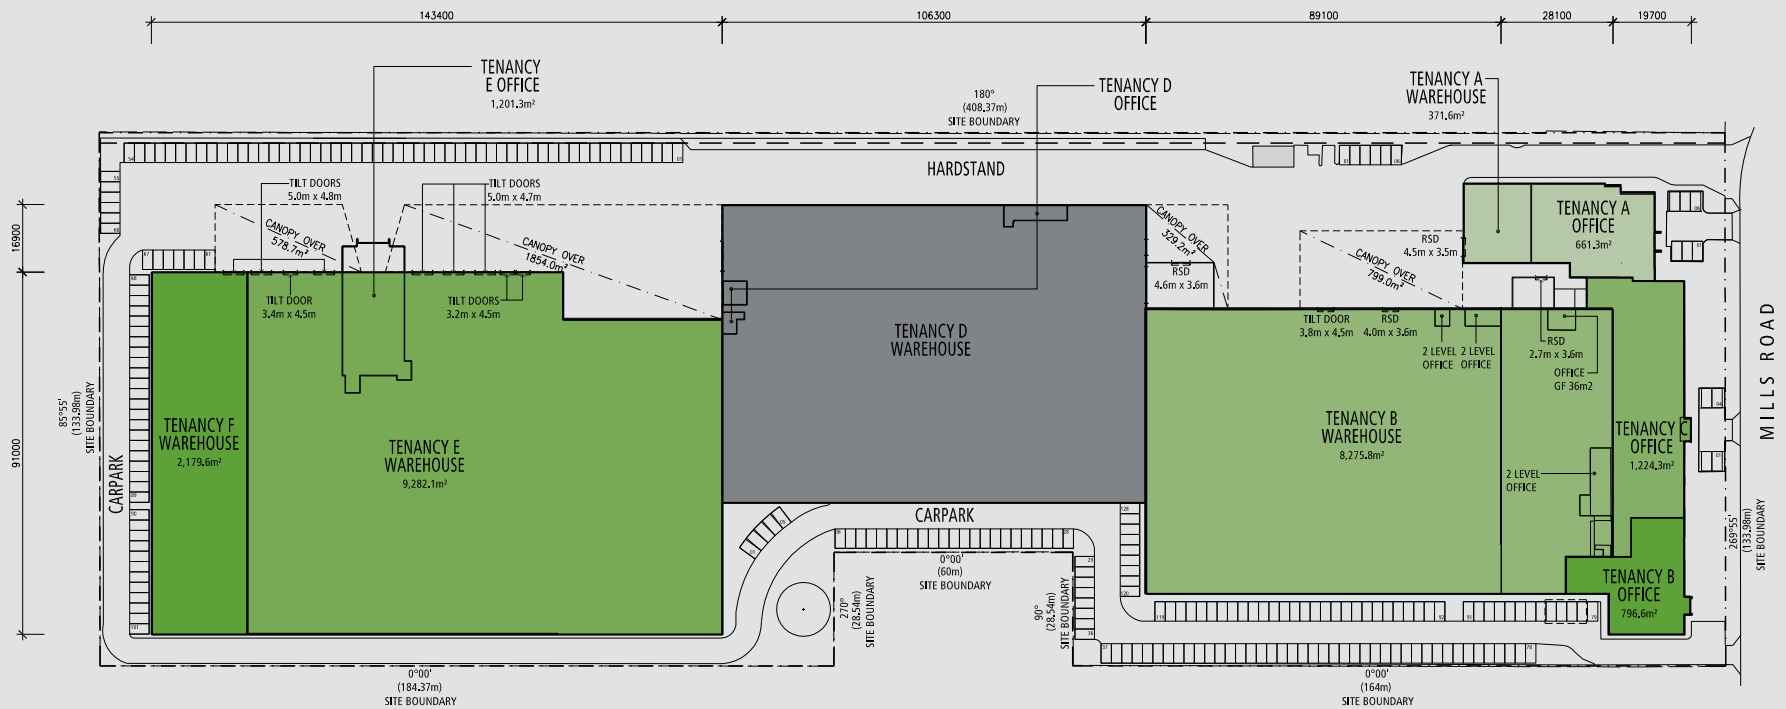 143400
106300
89100
28100
19700
TENANCY
E OFFICE
1,201.3m²
180°
(408.37m)
SITE BOUNDARY
TENANCY D
OFFICE
TENANCY A
WAREHOUSE
371.6m²
HARDSTAND
TILT DOORS
5.0m x 4.8m
TILT DOORS
5.0m x 4.7m
CANOPY OVER
578.7m²
CANOPY OVER
1854.0m²
CANOPY OVER
329.2m²
RSD
4.6m x 3.6m
CANOPY OVER
799.0m²
RSD
4.5m x 3.5m
TENANCY A
OFFICE
661.3m²
16900
91000
TILT DOOR
3.4m x 4.5m
TILT DOORS
3.2m x 4.5m
TENANCY D
WAREHOUSE
TILT DOOR
3.8m x 4.5m
RSD
4.0m x 3.6m
2 LEVEL
OFFICE
2 LEVEL
OFFICE
RSD
2.7m x 3.6m
OFFICE
GF 36m2
MILLS ROAD
85°55'
(133.98m)
SITE BOUNDARY
CARPARK
TENANCY F
WAREHOUSE
2,179.6m²
TENANCY E
WAREHOUSE
9,282.1m²
TENANCY B
WAREHOUSE
8,275.8m²
TENANCY C
OFFICE
1,224.3m²
2 LEVEL
OFFICE
CARPARK
0°00'
(60m)
SITE BOUNDARY
270°
(28.54m)
SITE BOUNDARY
90°
(28.54m)
SITE BOUNDARY
TENANCY B
OFFICE
796.6m²
269°55'
(133.98m)
SITE BOUNDARY
0°00'
(184.37m)
SITE BOUNDARY
0°00'
(164m)
SITE BOUNDARY